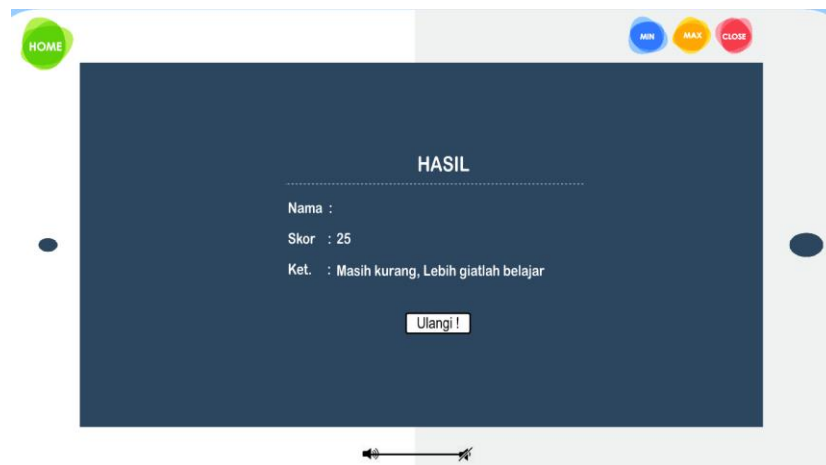 HOME
MIN MAX CLOSE
HASIL
Nama :
Skor : 25
Ket. : Masih kurang, Lebih giatlah belajar
Ulangi !